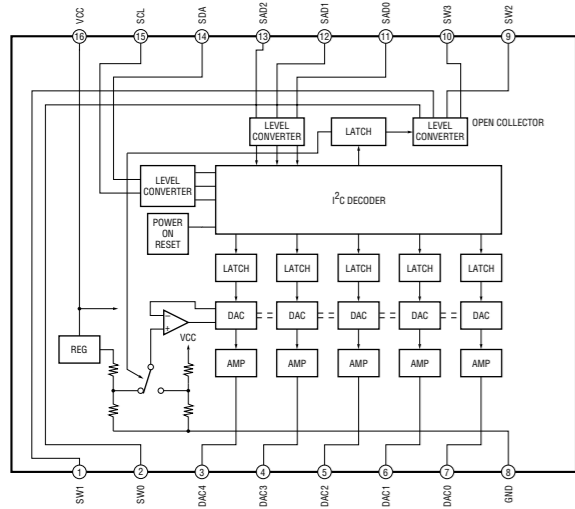 VCC SCL SDA SAD2 SAD1 SAD0 SW3 SW2
16 15 14 13 12 11 10 9
LEVEL
CONVERTER
LATCH
LEVEL
CONVERTER
OPEN COLLECTOR
LEVEL
CONVERTER
I²C DECODER
POWER
ON
RESET
LATCH LATCH LATCH LATCH LATCH
− DAC DAC DAC DAC DAC
+
VCC
REG
AMP AMP AMP AMP AMP
1 2 3 4 5 6 7 8
SW1 SW0 DAC4 DAC3 DAC2 DAC1 DAC0 GND